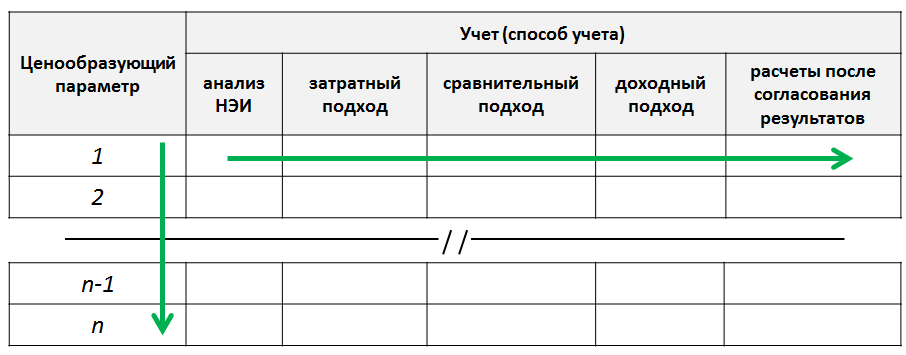 Учет (способ учета)
Ценообразующий
параметр
анализ
НЭИ
затратный
подход
сравнительный
подход
доходный
подход
расчеты после
согласования
результатов
1
2
//
n-1
n